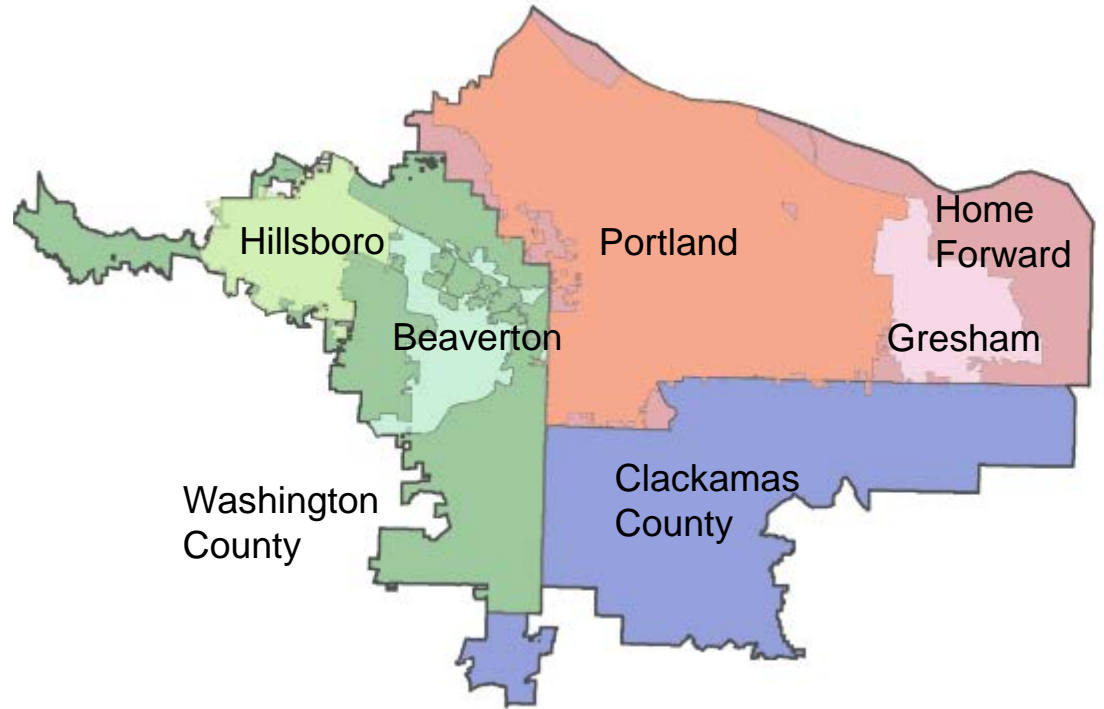 Home
Forward
Hillsboro
Portland
Beaverton
Gresham
Clackamas
County
Washington
County